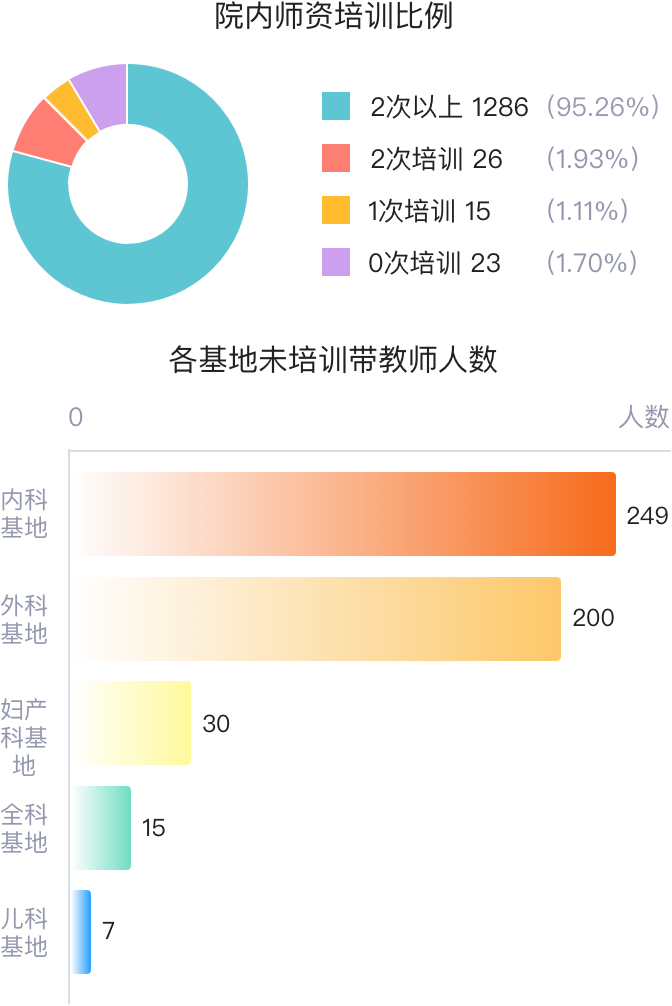 院内师资培训比例
2次以上 1286 (95.26%)
2次培训 26 (1.93%)
1次培训 15 (1.11%)
0次培训 23 (1.70%)
各基地未培训带教师人数
0 人数
内科
基地
249
外科
基地
200
妇产
科基
地
30
全科
基地
15
儿科
基地
7